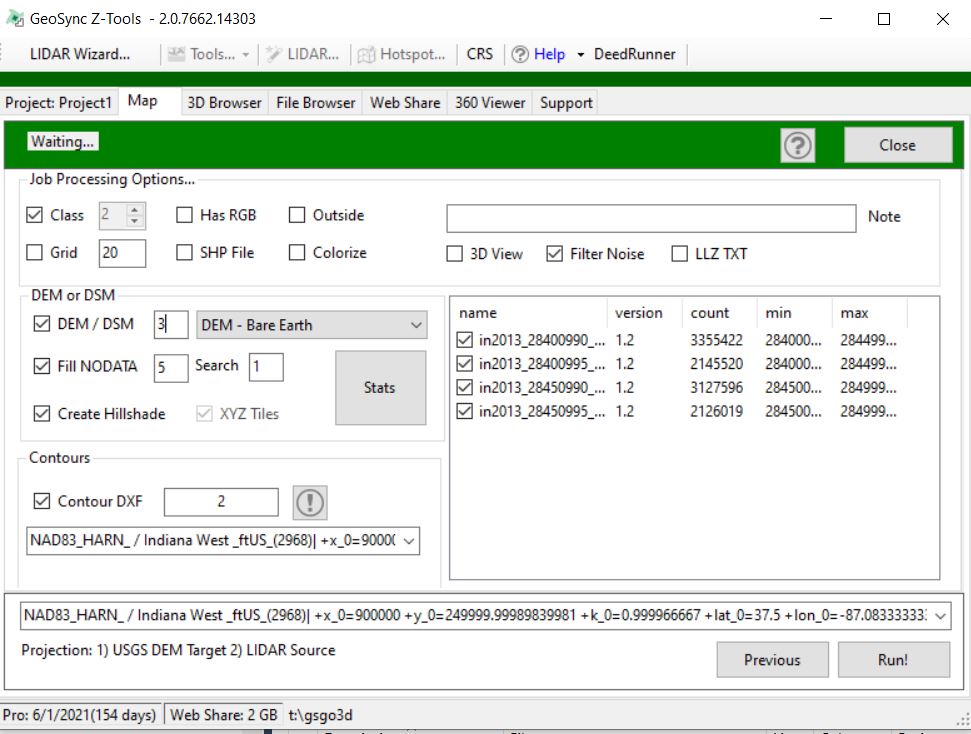 GeoSync Z-Tools - 2.0.7662.14303
LIDAR Wizard... Tools... LIDAR... Hotspot... CRS Help DeedRunner
Project: Project1 Map 3D Browser File Browser Web Share 360 Viewer Support
Waiting... Close
Job Processing Options...
Class 2 Has RGB Outside Note
Grid 20 SHP File Colorize 3D View Filter Noise LLZ TXT
DEM or DSM
DEM / DSM 3 DEM - Bare Earth
Fill NODATA 5 Search 1
Stats
Create Hillshade XYZ Tiles
name version count min max
in2013_28400990_... 1.2 3355422 284000... 284499...
in2013_28400995_... 1.2 2145520 284000... 284499...
in2013_28450990_... 1.2 3127596 284500... 284999...
in2013_28450995_... 1.2 2126019 284500... 284999...
Contours
Contour DXF 2
NAD83_HARN_ / Indiana West _ftUS_(2968)| +x_0=90000
NAD83_HARN_ / Indiana West _ftUS_(2968)| +x_0=900000 +y_0=249999.99989839981 +k_0=0.999966667 +lat_0=37.5 +lon_0=-87.083333333
Projection: 1) USGS DEM Target 2) LIDAR Source
Previous Run!
Pro: 6/1/2021(154 days) Web Share: 2 GB t:\gsgo3d